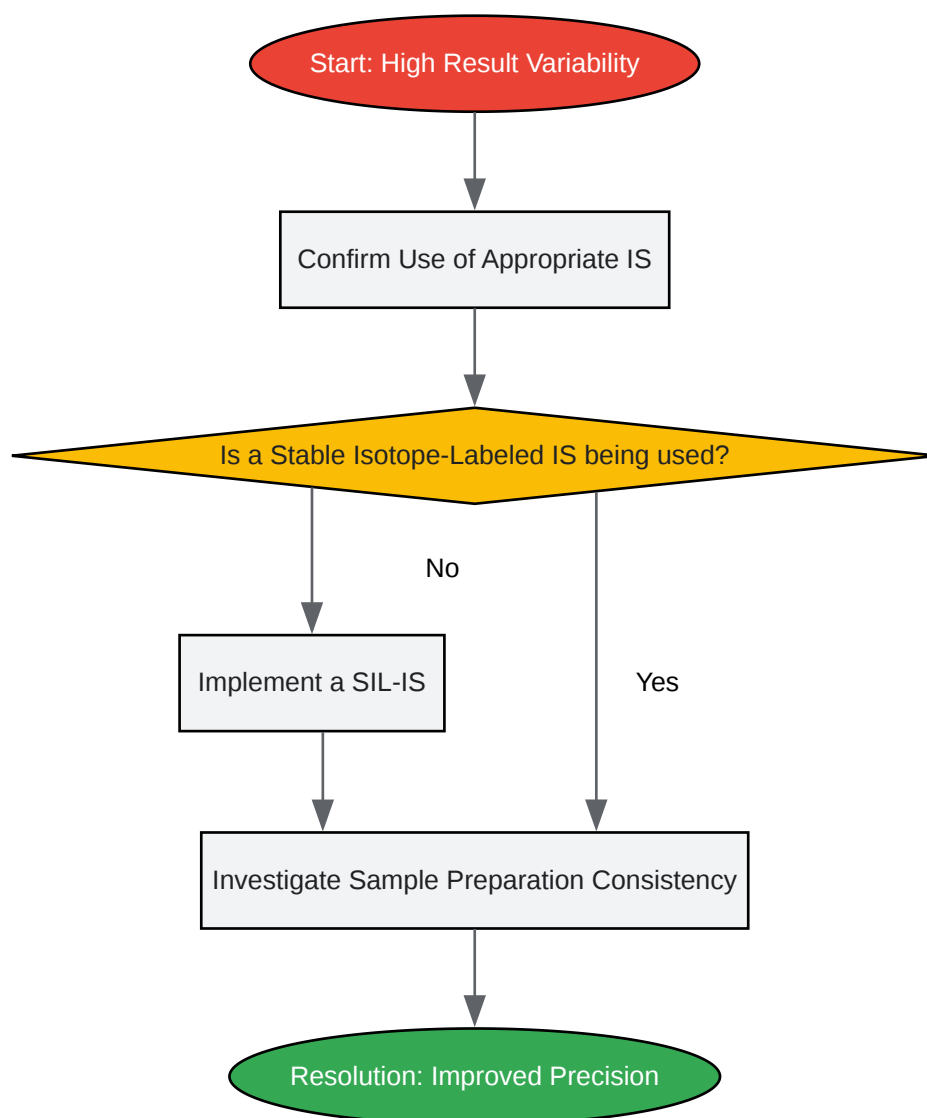 Start: High Result Variability
Confirm Use of Appropriate IS
Is a Stable Isotope-Labeled IS being used?
No
Implement a SIL-IS
Yes
Investigate Sample Preparation Consistency
Resolution: Improved Precision